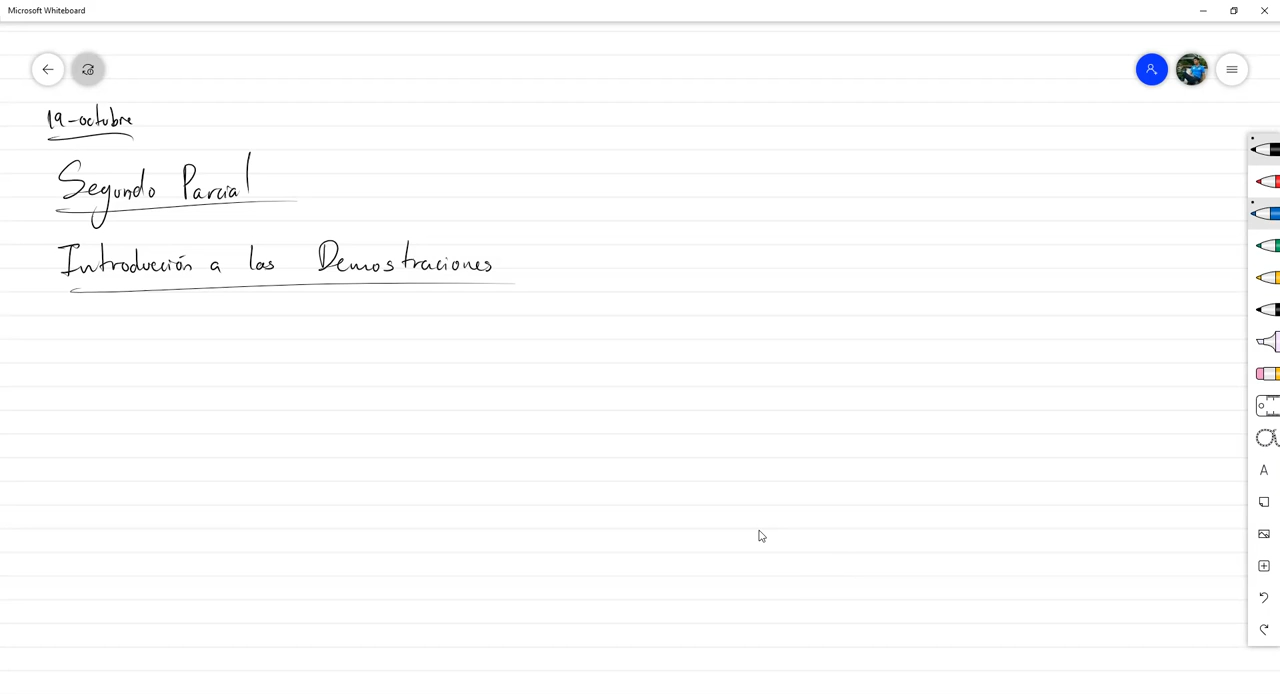 Microsoft Whiteboard
19-octubre
Segundo Parcial
Introducción a las Demostraciones
A